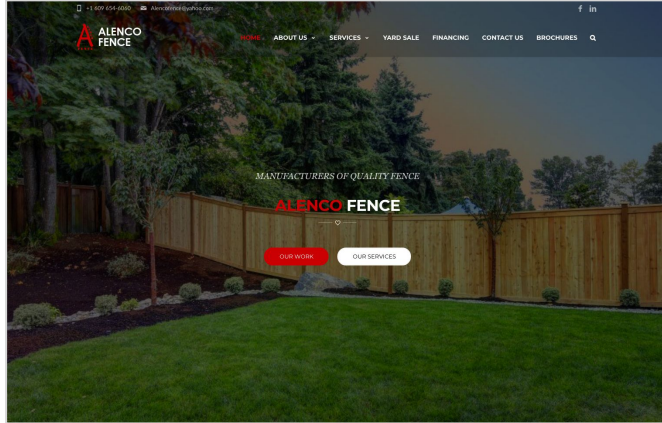 +1 609 654-6060 Alencofence@yahoo.com
f in
ALENCO
FENCE
HOME ABOUT US SERVICES YARD SALE FINANCING CONTACT US BROCHURES
MANUFACTURERS OF QUALITY FENCE
ALENCO FENCE
OUR WORK OUR SERVICES